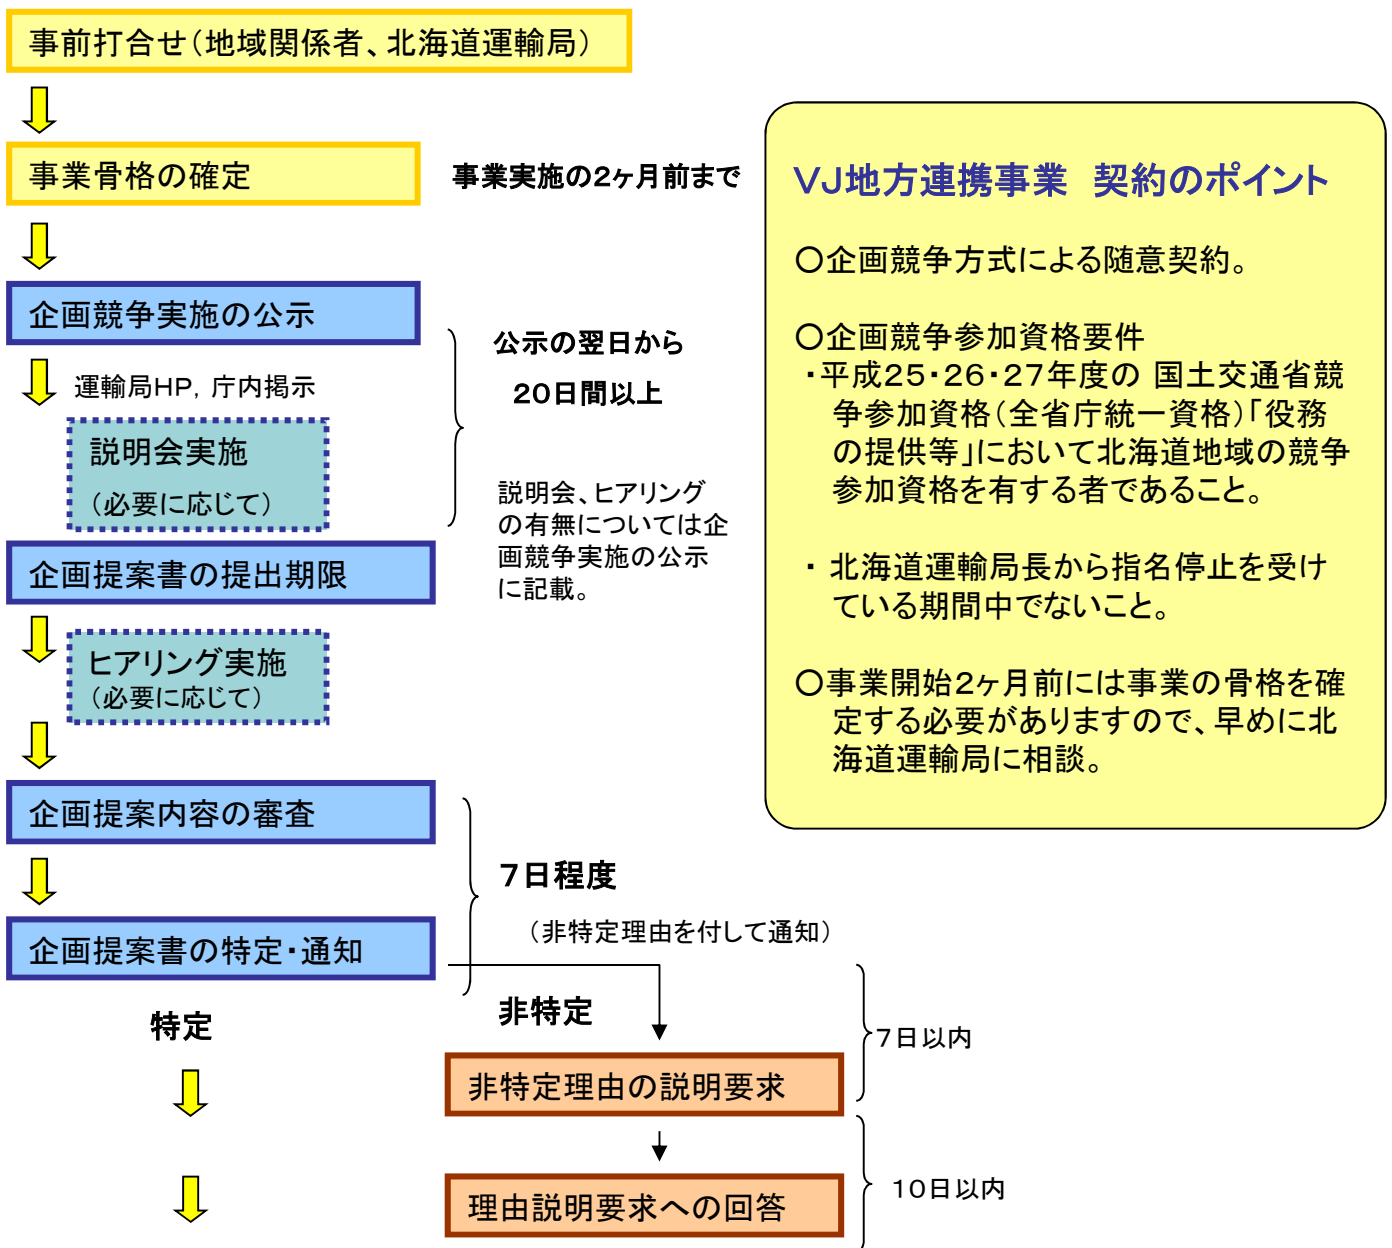 事前打合せ（地域関係者、北海道運輸局）
事業骨格の確定
事業実施の2ヶ月前まで
企画競争実施の公示
運輸局HP，庁内掲示
説明会実施
（必要に応じて）
公示の翌日から
20日間以上
説明会、ヒアリング
の有無については企
画競争実施の公示
に記載。
企画提案書の提出期限
ヒアリング実施
（必要に応じて）
企画提案内容の審査
7日程度
（非特定理由を付して通知）
企画提案書の特定・通知
特定
非特定
7日以内
非特定理由の説明要求
10日以内
理由説明要求への回答
VJ地方連携事業　契約のポイント
○企画競争方式による随意契約。
○企画競争参加資格要件
・平成25・26・27年度の 国土交通省競
争参加資格（全省庁統一資格）「役務
の提供等」において北海道地域の競争
参加資格を有する者であること。
・ 北海道運輸局長から指名停止を受け
ている期間中でないこと。
○事業開始2ヶ月前には事業の骨格を確
定する必要がありますので、早めに北
海道運輸局に相談。